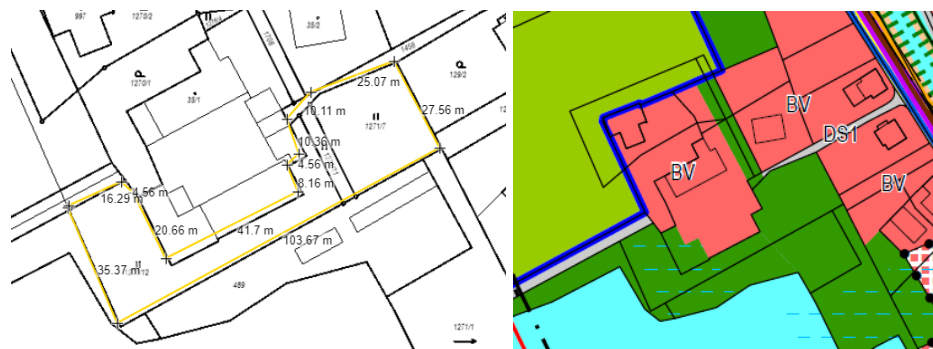 997
1270/2
35/2
1708
1458
1270/1
129/2
38/1
25.07 m
27.56 m
10.11 m
1271/7
10.36 m
4.56 m
8.16 m
4.56 m
16.29 m
20.66 m
41.7 m
103.67 m
35.37 m
489
1271/1
BV
DS1
BV
BV